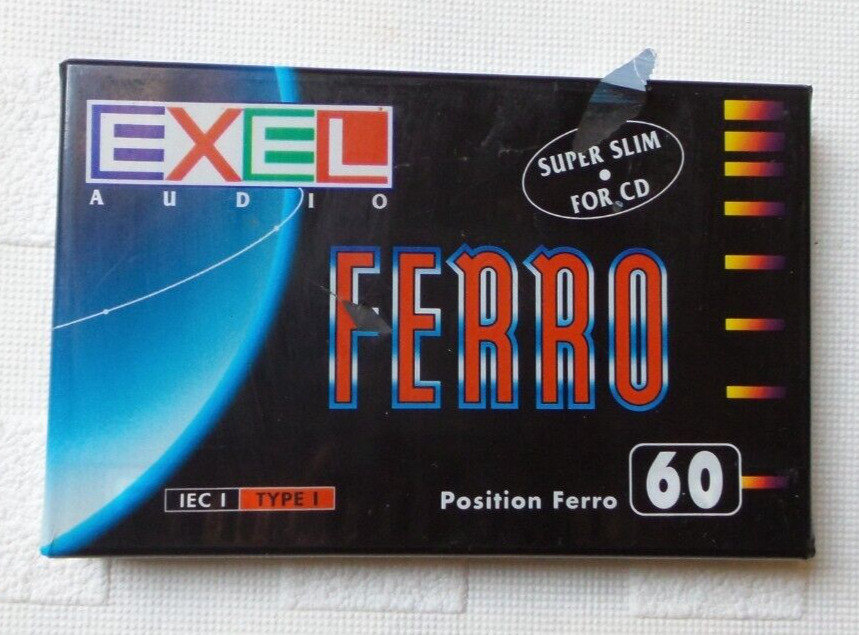 EXEL
AUDIO
SUPER SLIM
FOR CD
FERRO
IEC I TYPE I
Position Ferro 60